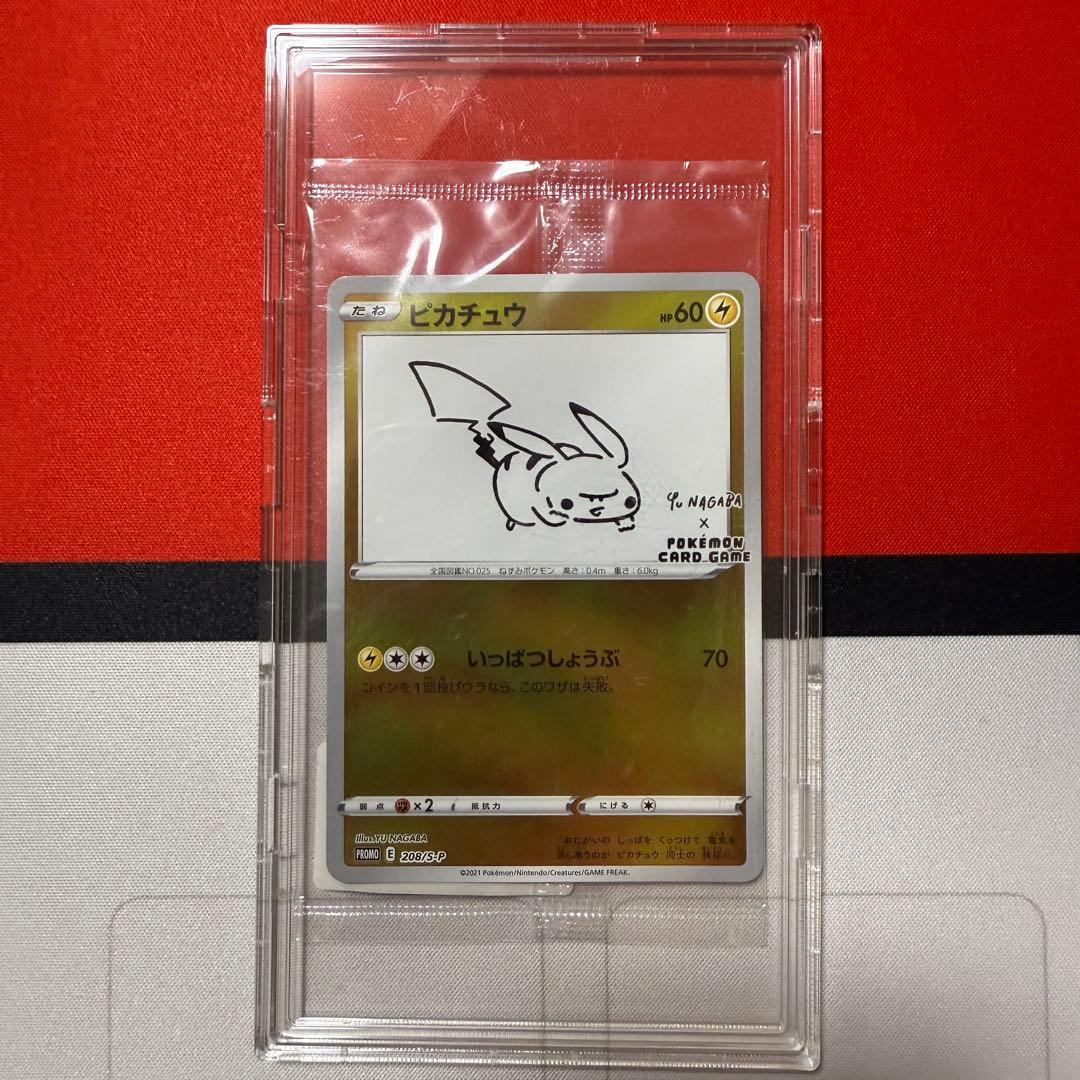 たね ピカチュウ HP60
Yu NAGABA
×
POKÉMON
CARD GAME
全国図鑑NO.025 ねずみポケモン 高さ:0.4m 重さ:6.0kg
いっぱつしょうぶ 70
コインを1回投げウラなら、このワザは失敗。
弱点 ×2 抵抗力 にげる
Illus.YU NAGABA
PROMO E 208/S-P
おたがいの しっぽを くっつけて 電気を
流しあうのが ピカチュウ 同士の 挨拶だ。
©2021 Pokémon/Nintendo/Creatures/GAME FREAK.